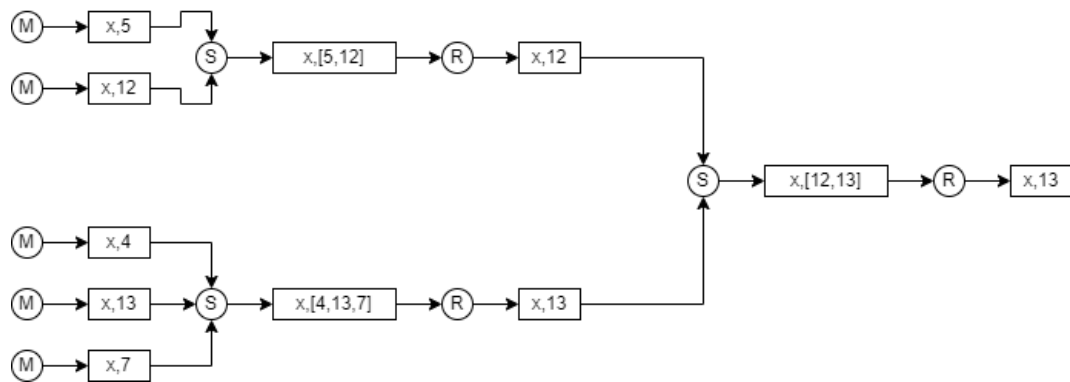 M x,5
S x,[5,12] R x,12
M x,12
S x,[12,13] R x,13
M x,4
M x,13 S x,[4,13,7] R x,13
M x,7